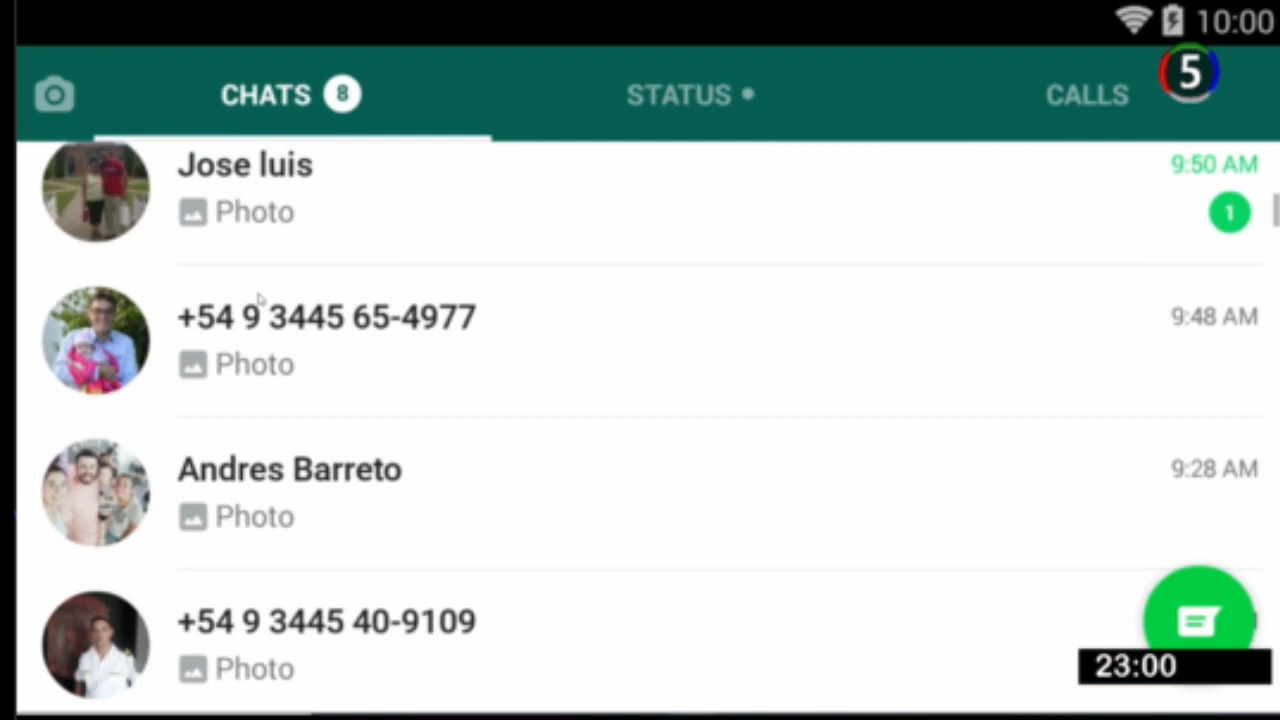 10:00
CHATS 8
STATUS
CALLS
5
Jose luis
9:50 AM
Photo
1
+54 9 3445 65-4977
9:48 AM
Photo
Andres Barreto
9:28 AM
Photo
+54 9 3445 40-9109
Photo
23:00